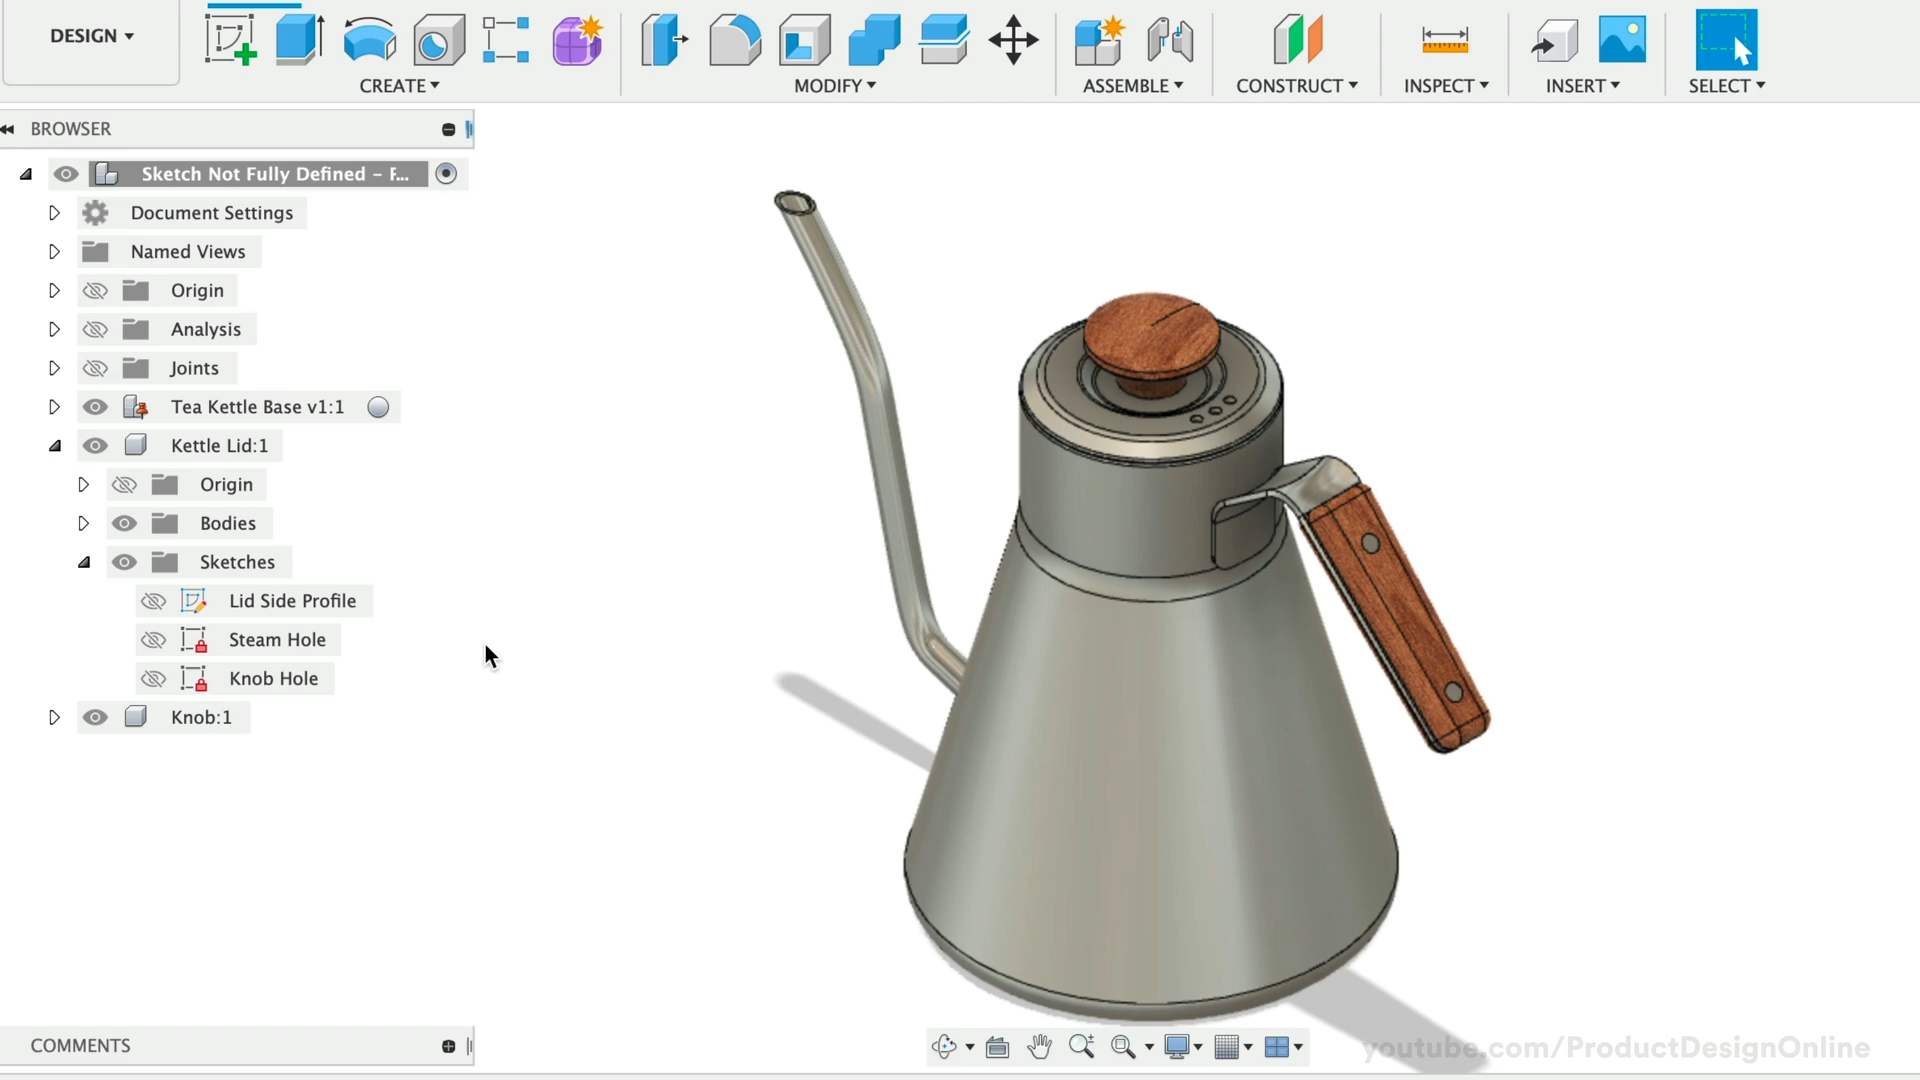 DESIGN
CREATE
MODIFY
ASSEMBLE
CONSTRUCT
INSPECT
INSERT
SELECT
BROWSER
Sketch Not Fully Defined – F...
Document Settings
Named Views
Origin
Analysis
Joints
Tea Kettle Base v1:1
Kettle Lid:1
Origin
Bodies
Sketches
Lid Side Profile
Steam Hole
Knob Hole
Knob:1
COMMENTS
youtube.com/ProductDesignOnline